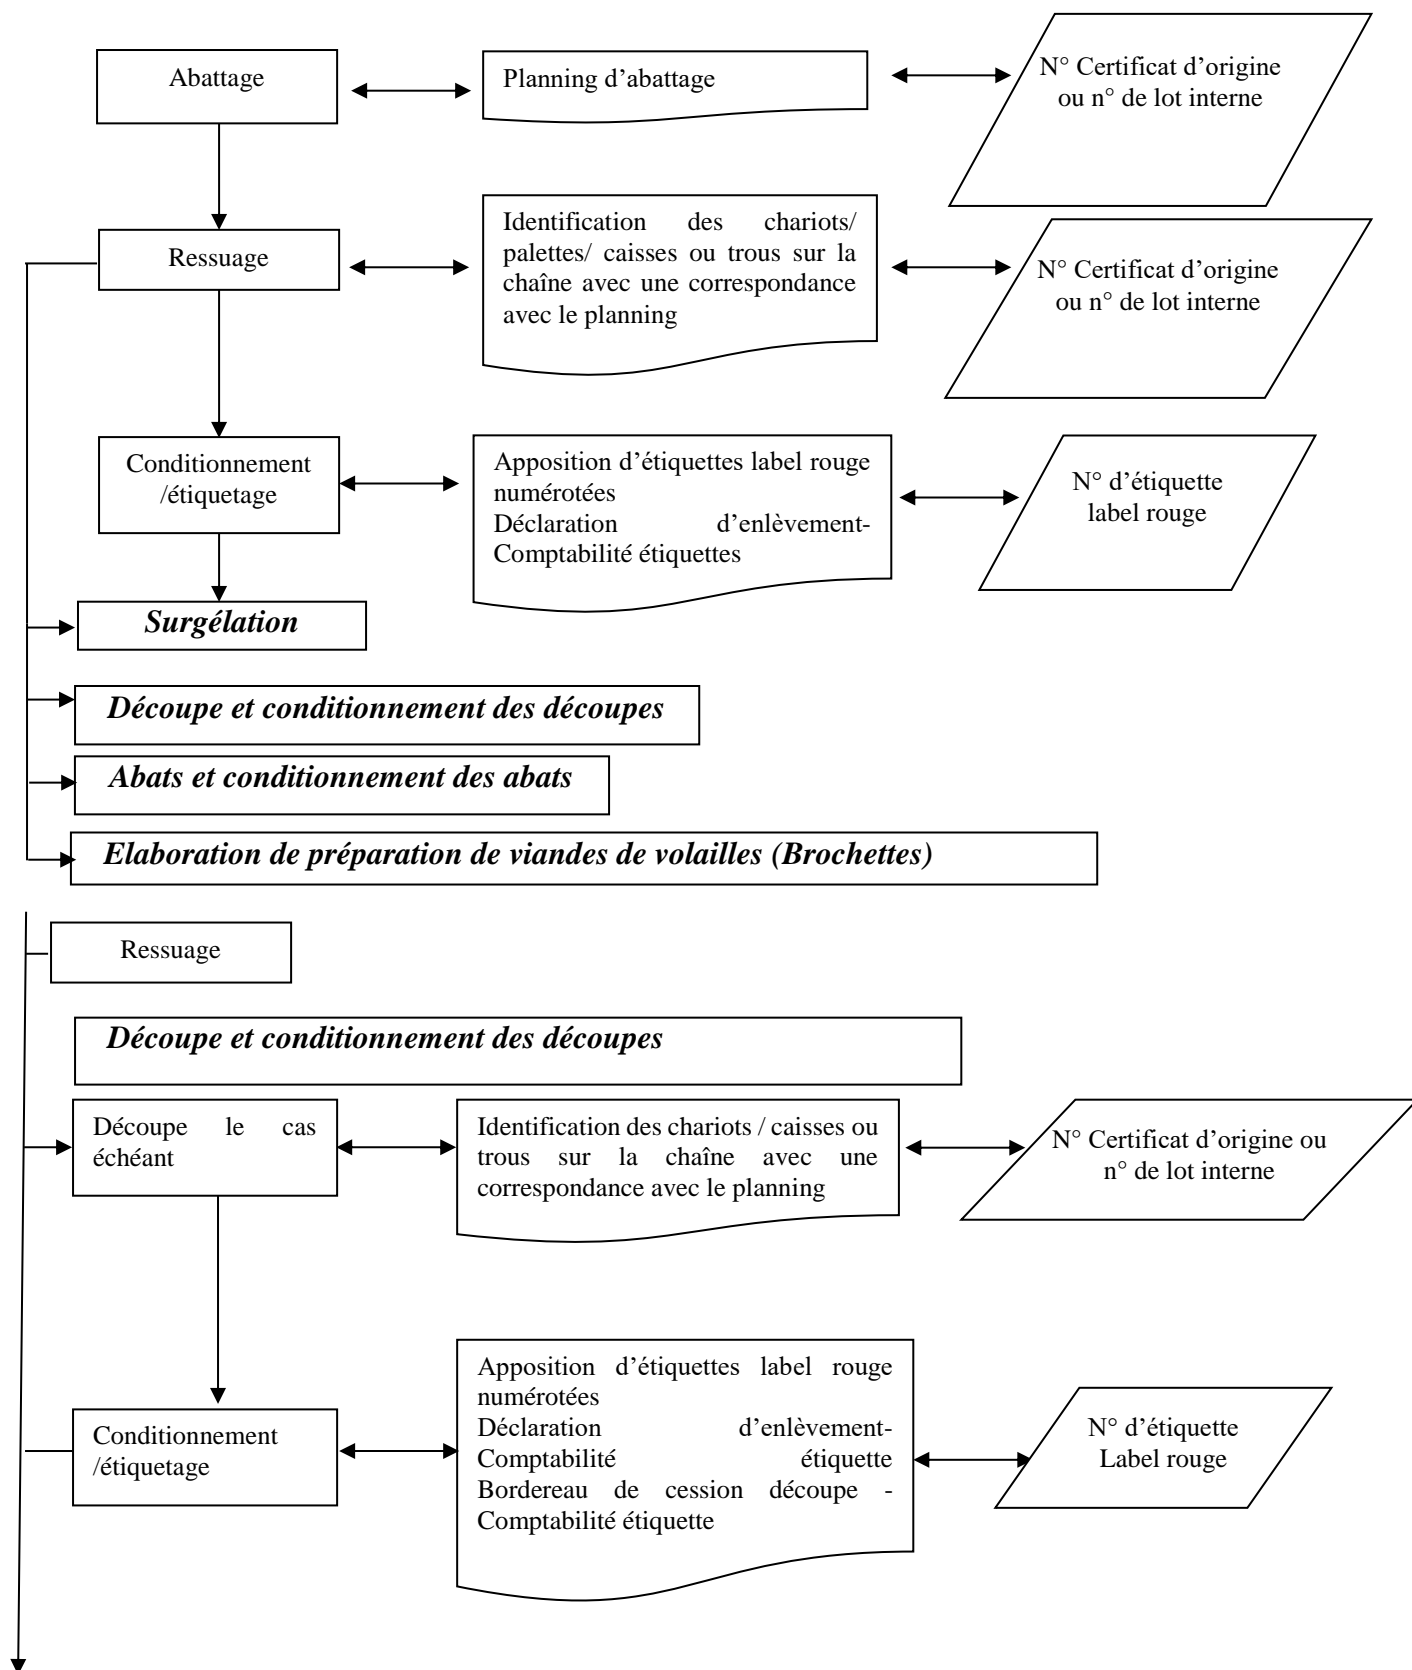 Abattage
Planning d’abattage
N° Certificat d’origine
ou n° de lot interne
Ressuage
Identification des chariots/
palettes/ caisses ou trous sur la
chaîne avec une correspondance
avec le planning
N° Certificat d’origine
ou n° de lot interne
Conditionnement
/étiquetage
Apposition d’étiquettes label rouge
numérotées
Déclaration d’enlèvement-
Comptabilité étiquettes
N° d’étiquette
label rouge
Surgélation
Découpe et conditionnement des découpes
Abats et conditionnement des abats
Elaboration de préparation de viandes de volailles (Brochettes)
Ressuage
Découpe et conditionnement des découpes
Découpe le cas
échéant
Identification des chariots / caisses ou
trous sur la chaîne avec une
correspondance avec le planning
N° Certificat d’origine ou
n° de lot interne
Conditionnement
/étiquetage
Apposition d’étiquettes label rouge
numérotées
Déclaration d’enlèvement-
Comptabilité étiquette
Bordereau de cession découpe -
Comptabilité étiquette
N° d’étiquette
Label rouge